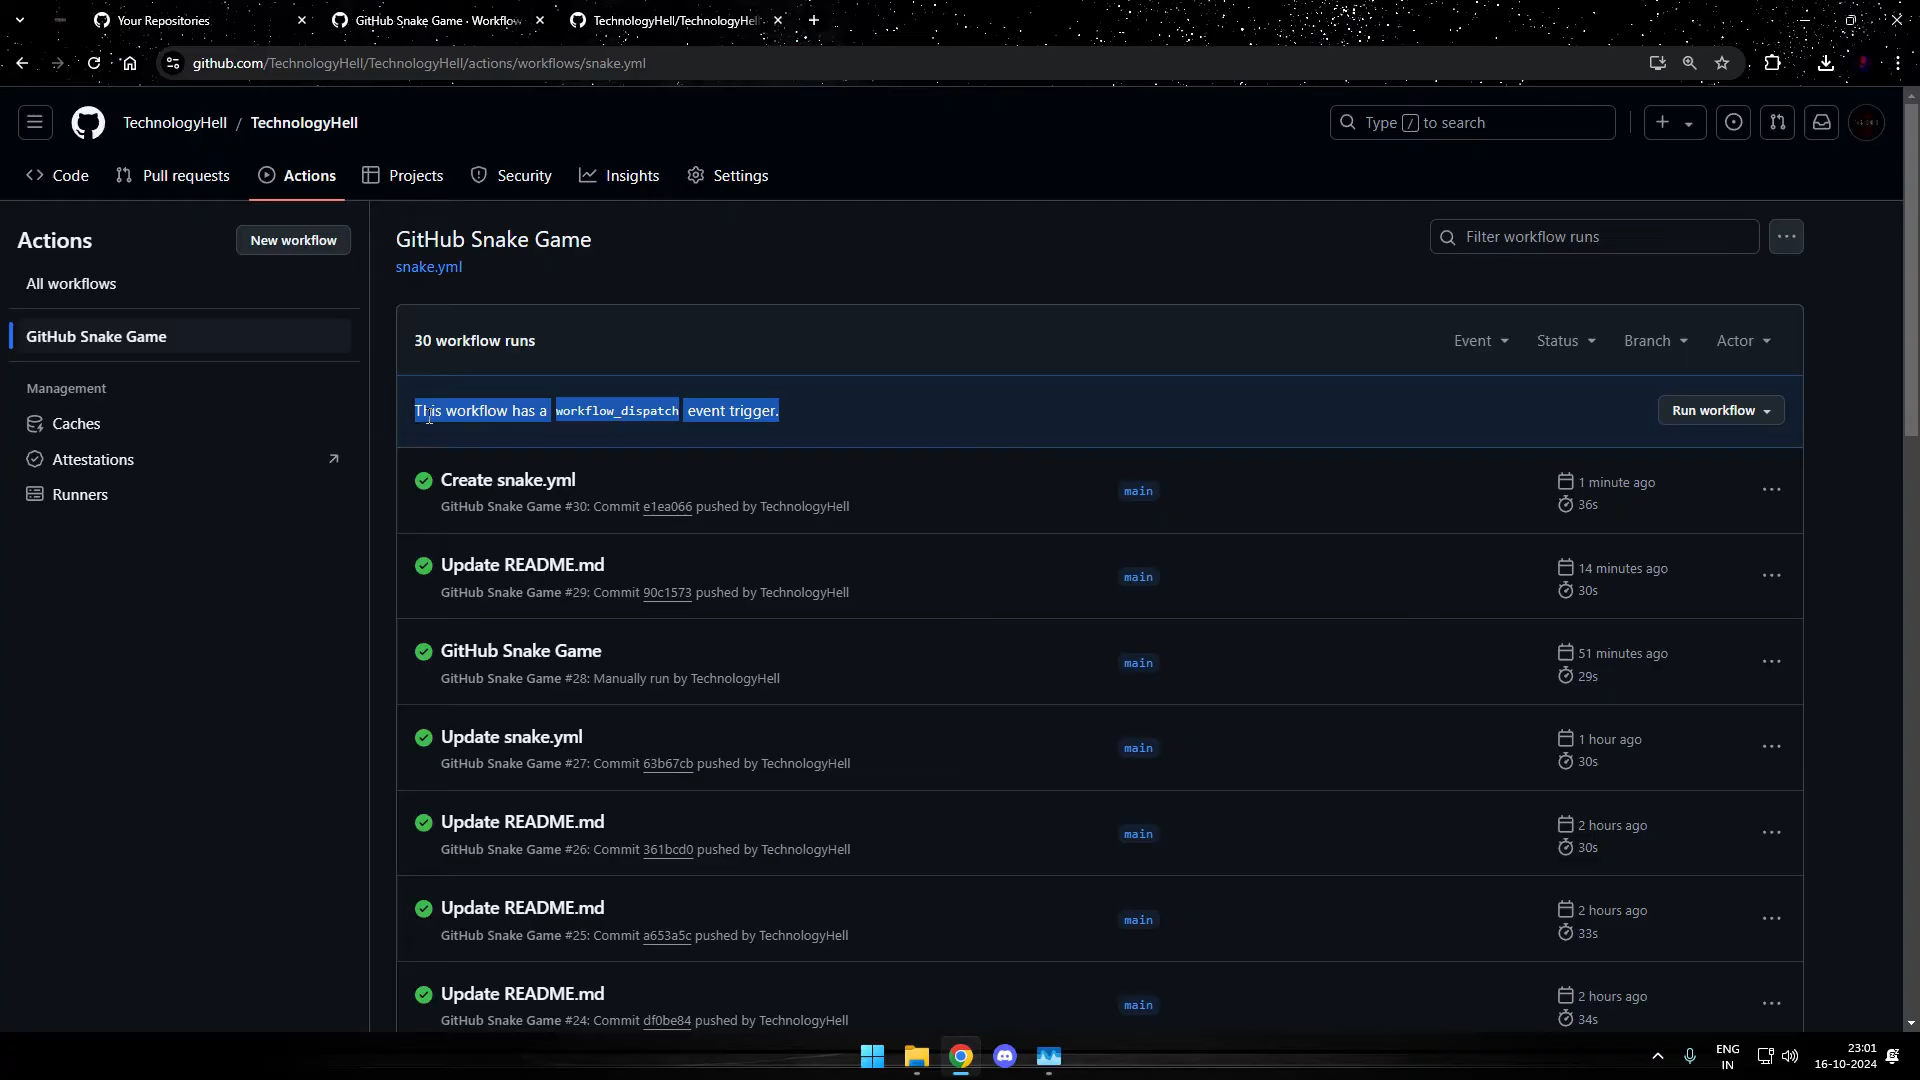 Your Repositories
GitHub Snake Game · Workflow
TechnologyHell/TechnologyHell
github.com/TechnologyHell/TechnologyHell/actions/workflows/snake.yml
TechnologyHell / TechnologyHell
Type / to search
Code
Pull requests
Actions
Projects
Security
Insights
Settings
Actions
New workflow
All workflows
GitHub Snake Game
Management
Caches
Attestations
Runners
GitHub Snake Game
snake.yml
Filter workflow runs
30 workflow runs
Event
Status
Branch
Actor
This workflow has a workflow_dispatch event trigger.
Run workflow
Create snake.yml
GitHub Snake Game #30: Commit e1ea066 pushed by TechnologyHell
main
1 minute ago
36s
Update README.md
GitHub Snake Game #29: Commit 90c1573 pushed by TechnologyHell
main
14 minutes ago
30s
GitHub Snake Game
GitHub Snake Game #28: Manually run by TechnologyHell
main
51 minutes ago
29s
Update snake.yml
GitHub Snake Game #27: Commit 63b67cb pushed by TechnologyHell
main
1 hour ago
30s
Update README.md
GitHub Snake Game #26: Commit 361bcd0 pushed by TechnologyHell
main
2 hours ago
30s
Update README.md
GitHub Snake Game #25: Commit a653a5c pushed by TechnologyHell
main
2 hours ago
33s
Update README.md
GitHub Snake Game #24: Commit df0be84 pushed by TechnologyHell
main
2 hours ago
34s
ENG
IN
23:01
16-10-2024